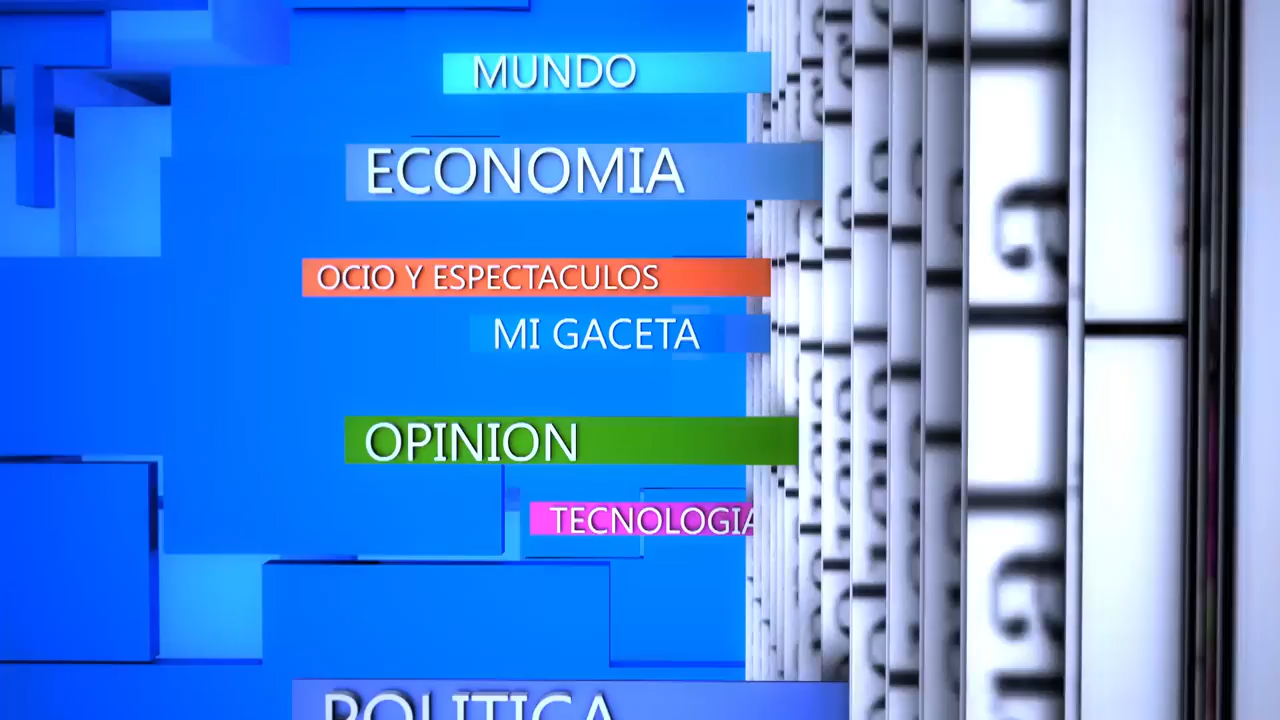 MUNDO
ECONOMIA
OCIO Y ESPECTACULOS
MI GACETA
OPINION
TECNOLOGIA
POLITICA